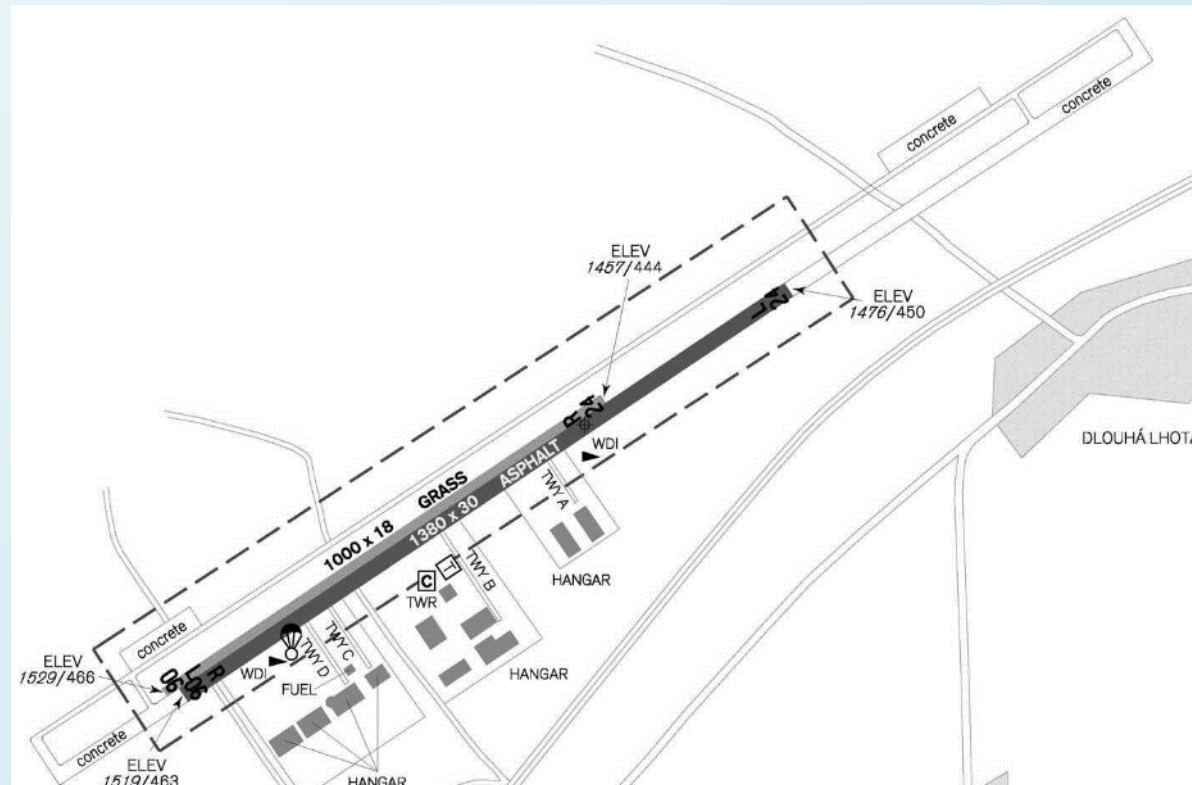 concrete
concrete
ELEV
1457/444
24
L
ELEV
1476/450
24
R
WDI
DLOUHÁ LHOTA
GRASS
ASPHALT
1000 x 18
1380 x 30
TWY A
HANGAR
T
C
TWR
TWY B
HANGAR
concrete
TWY C
TWY D
WDI
FUEL
ELEV
1529/466
06
L
06
R
concrete
ELEV
1519/463
HANGAR